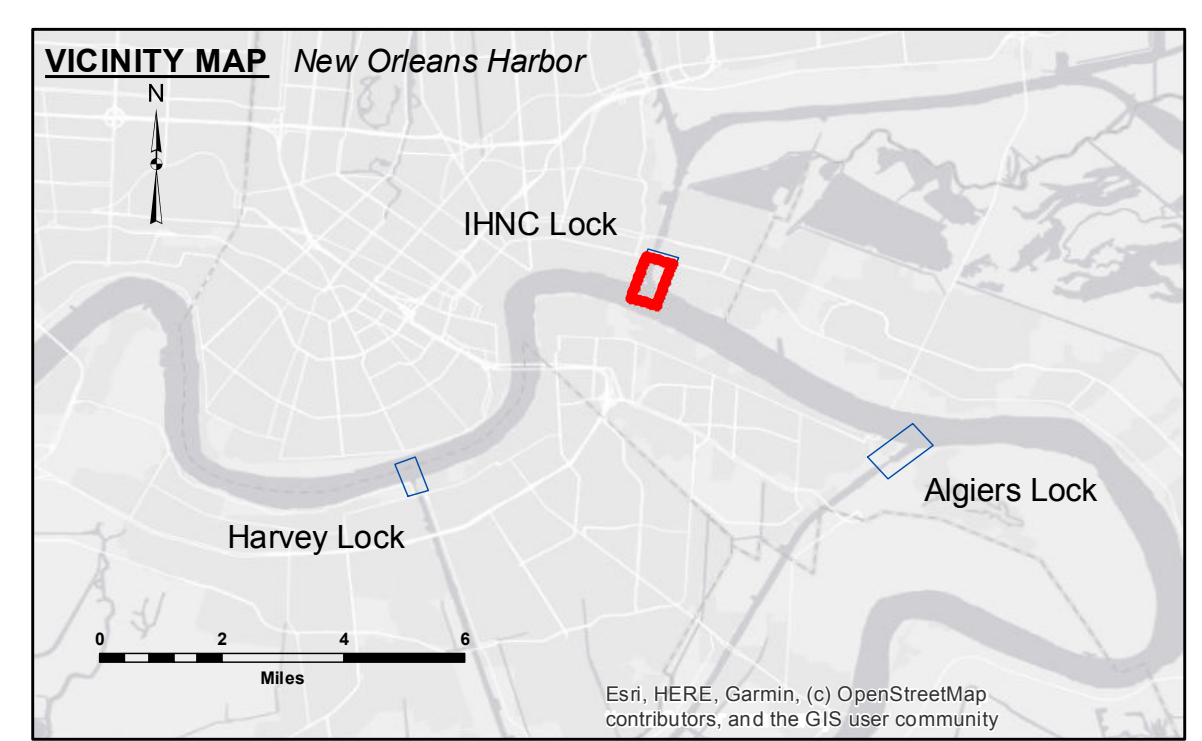 VICINITY MAP New Orleans Harbor
N
IHNC Lock
Algiers Lock
Harvey Lock
0 2 4 6
Miles
Esri, HERE, Garmin, (c) OpenStreetMap
contributors, and the GIS user community